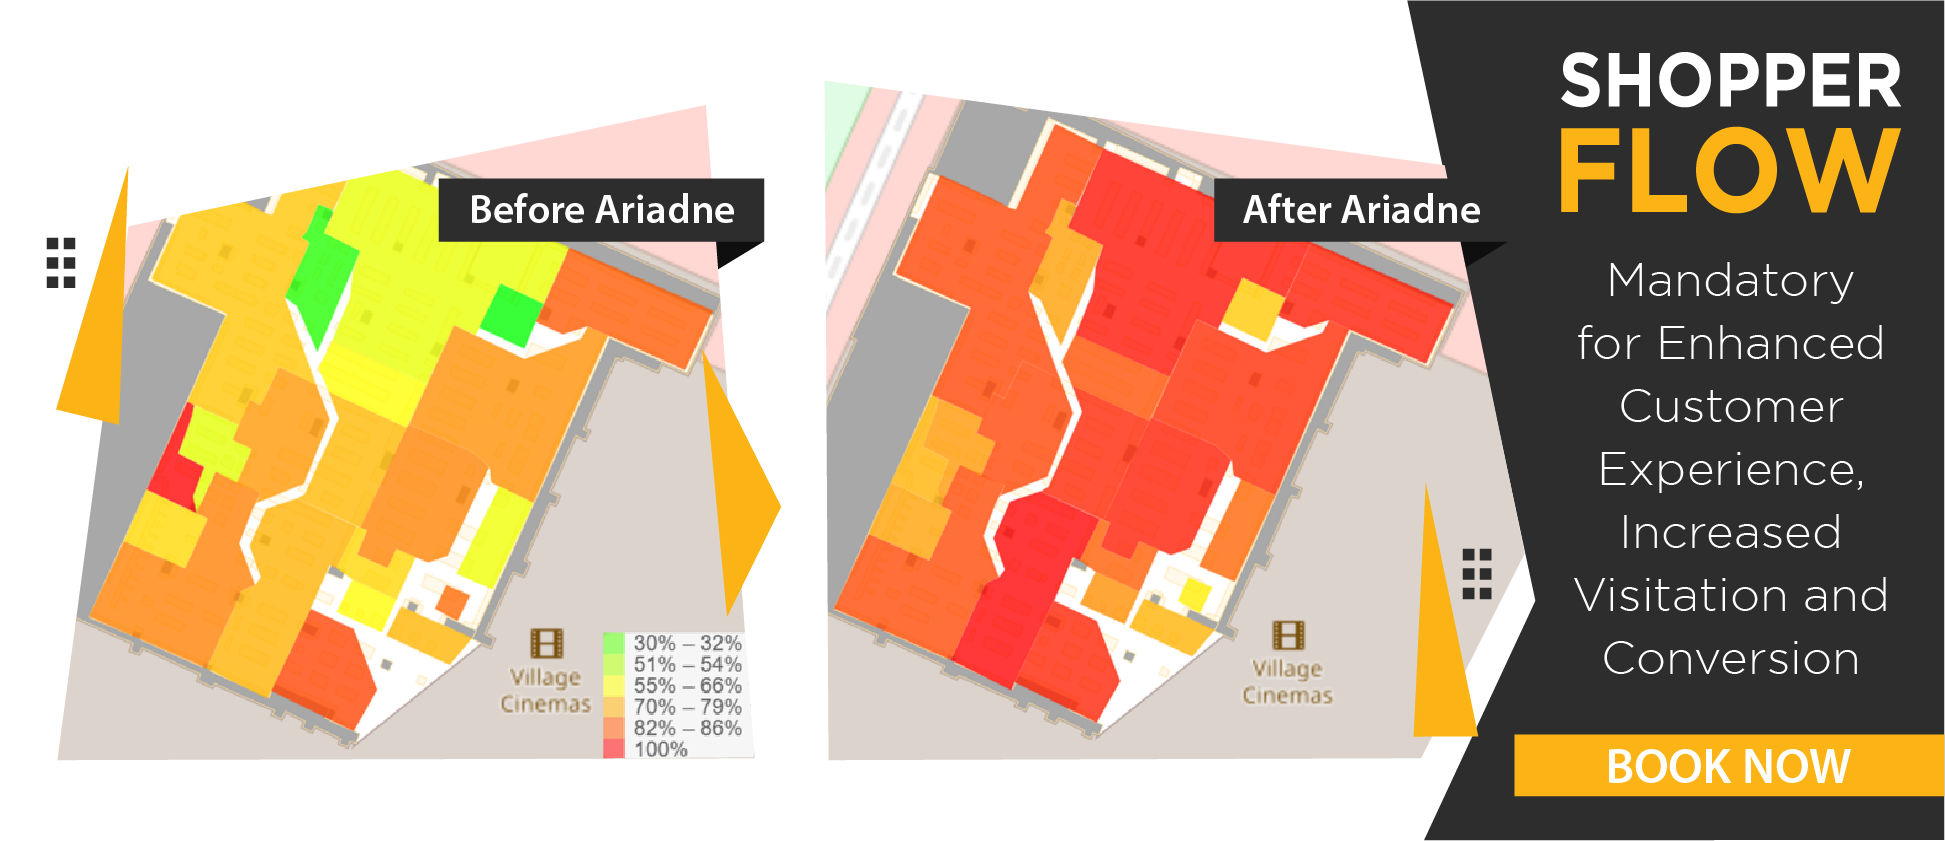 Before Ariadne
Village
Cinemas
30% – 32%
51% – 54%
55% – 66%
70% – 79%
82% – 86%
100%
After Ariadne
Village
Cinemas
SHOPPER
FLOW
Mandatory
for Enhanced
Customer
Experience,
Increased
Visitation and
Conversion
BOOK NOW